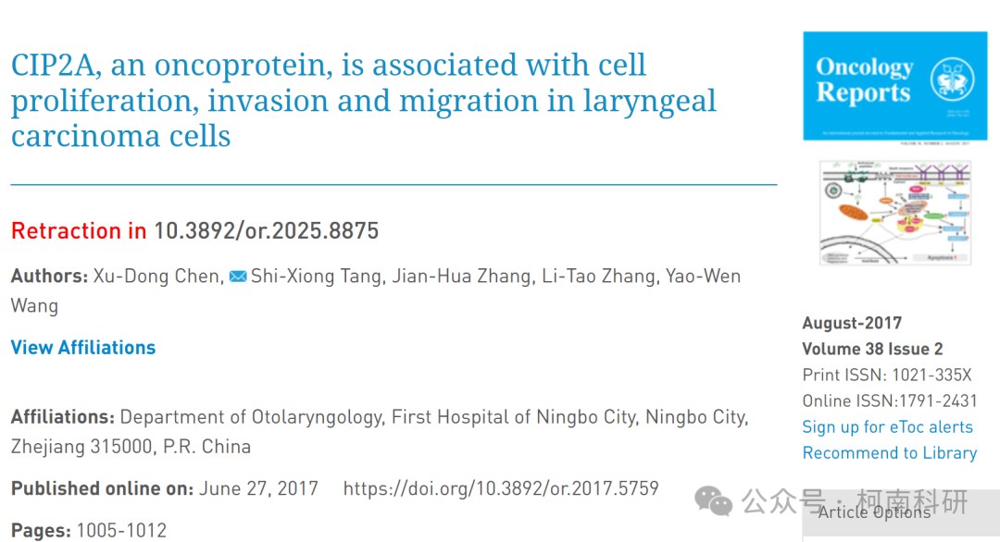 CIP2A, an oncoprotein, is associated with cell
proliferation, invasion and migration in laryngeal
carcinoma cells
Retraction in 10.3892/or.2025.8875
Authors: Xu-Dong Chen, Shi-Xiong Tang, Jian-Hua Zhang, Li-Tao Zhang, Yao-Wen
Wang
View Affiliations
Affiliations: Department of Otolaryngology, First Hospital of Ningbo City, Ningbo City,
Zhejiang 315000, P.R. China
Published online on: June 27, 2017 https://doi.org/10.3892/or.2017.5759
Pages: 1005-1012
Oncology
Reports
Apoptosis
August-2017
Volume 38 Issue 2
Print ISSN: 1021-335X
Online ISSN:1791-2431
Sign up for eToc alerts
Recommend to Library
公众号 · 柯南科研
Article Options